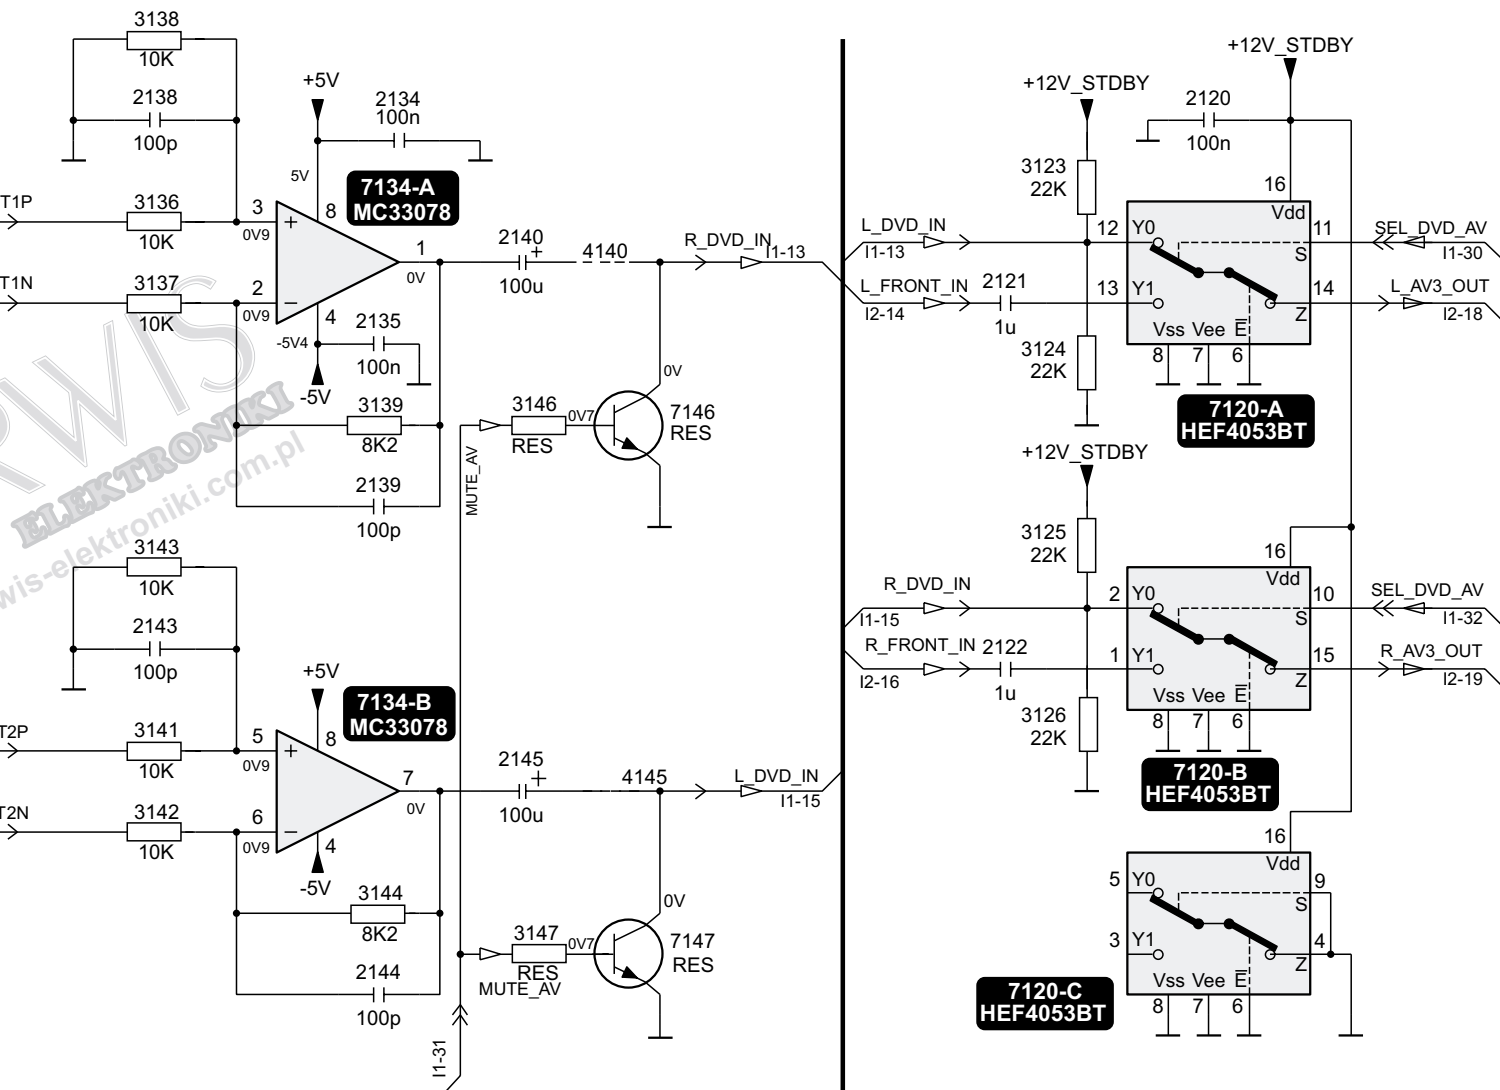 3138
10K
2138
100p
+5V
2134
100n
5V
7134-A
MC33078
T1P
3136
10K
3
0V9
+
8
1
0V
T1N
3137
10K
2
0V9
−
4
-5V4
2135
100n
-5V
3139
8K2
2139
100p
2140
+
100u
4140
R_DVD_IN
I1-13
0V
3146
RES
0V7
7146
RES
MUTE_AV
RWIS
ELEKTRONIKI
wis-elektroniki.com.pl
3143
10K
2143
100p
+5V
7134-B
MC33078
T2P
3141
10K
5
0V9
+
8
7
0V
T2N
3142
10K
6
0V9
−
4
-5V
3144
8K2
2144
100p
2145
+
100u
4145
L_DVD_IN
I1-15
0V
3147
RES
0V7
7147
RES
MUTE_AV
I1-31
+12V_STDBY
+12V_STDBY
2120
100n
3123
22K
16
Vdd
L_DVD_IN
I1-13
12
Y0
11
S
SEL_DVD_AV
I1-30
L_FRONT_IN
I2-14
2121
1u
13
Y1
14
Z
L_AV3_OUT
I2-18
Vss Vee E
8
7
6
3124
22K
7120-A
HEF4053BT
+12V_STDBY
3125
22K
16
Vdd
R_DVD_IN
I1-15
2
Y0
10
S
SEL_DVD_AV
I1-32
R_FRONT_IN
I2-16
2122
1u
1
Y1
15
Z
R_AV3_OUT
I2-19
Vss Vee E
8
7
6
3126
22K
7120-B
HEF4053BT
16
Vdd
5
Y0
9
S
3
Y1
4
Z
Vss Vee E
8
7
6
7120-C
HEF4053BT